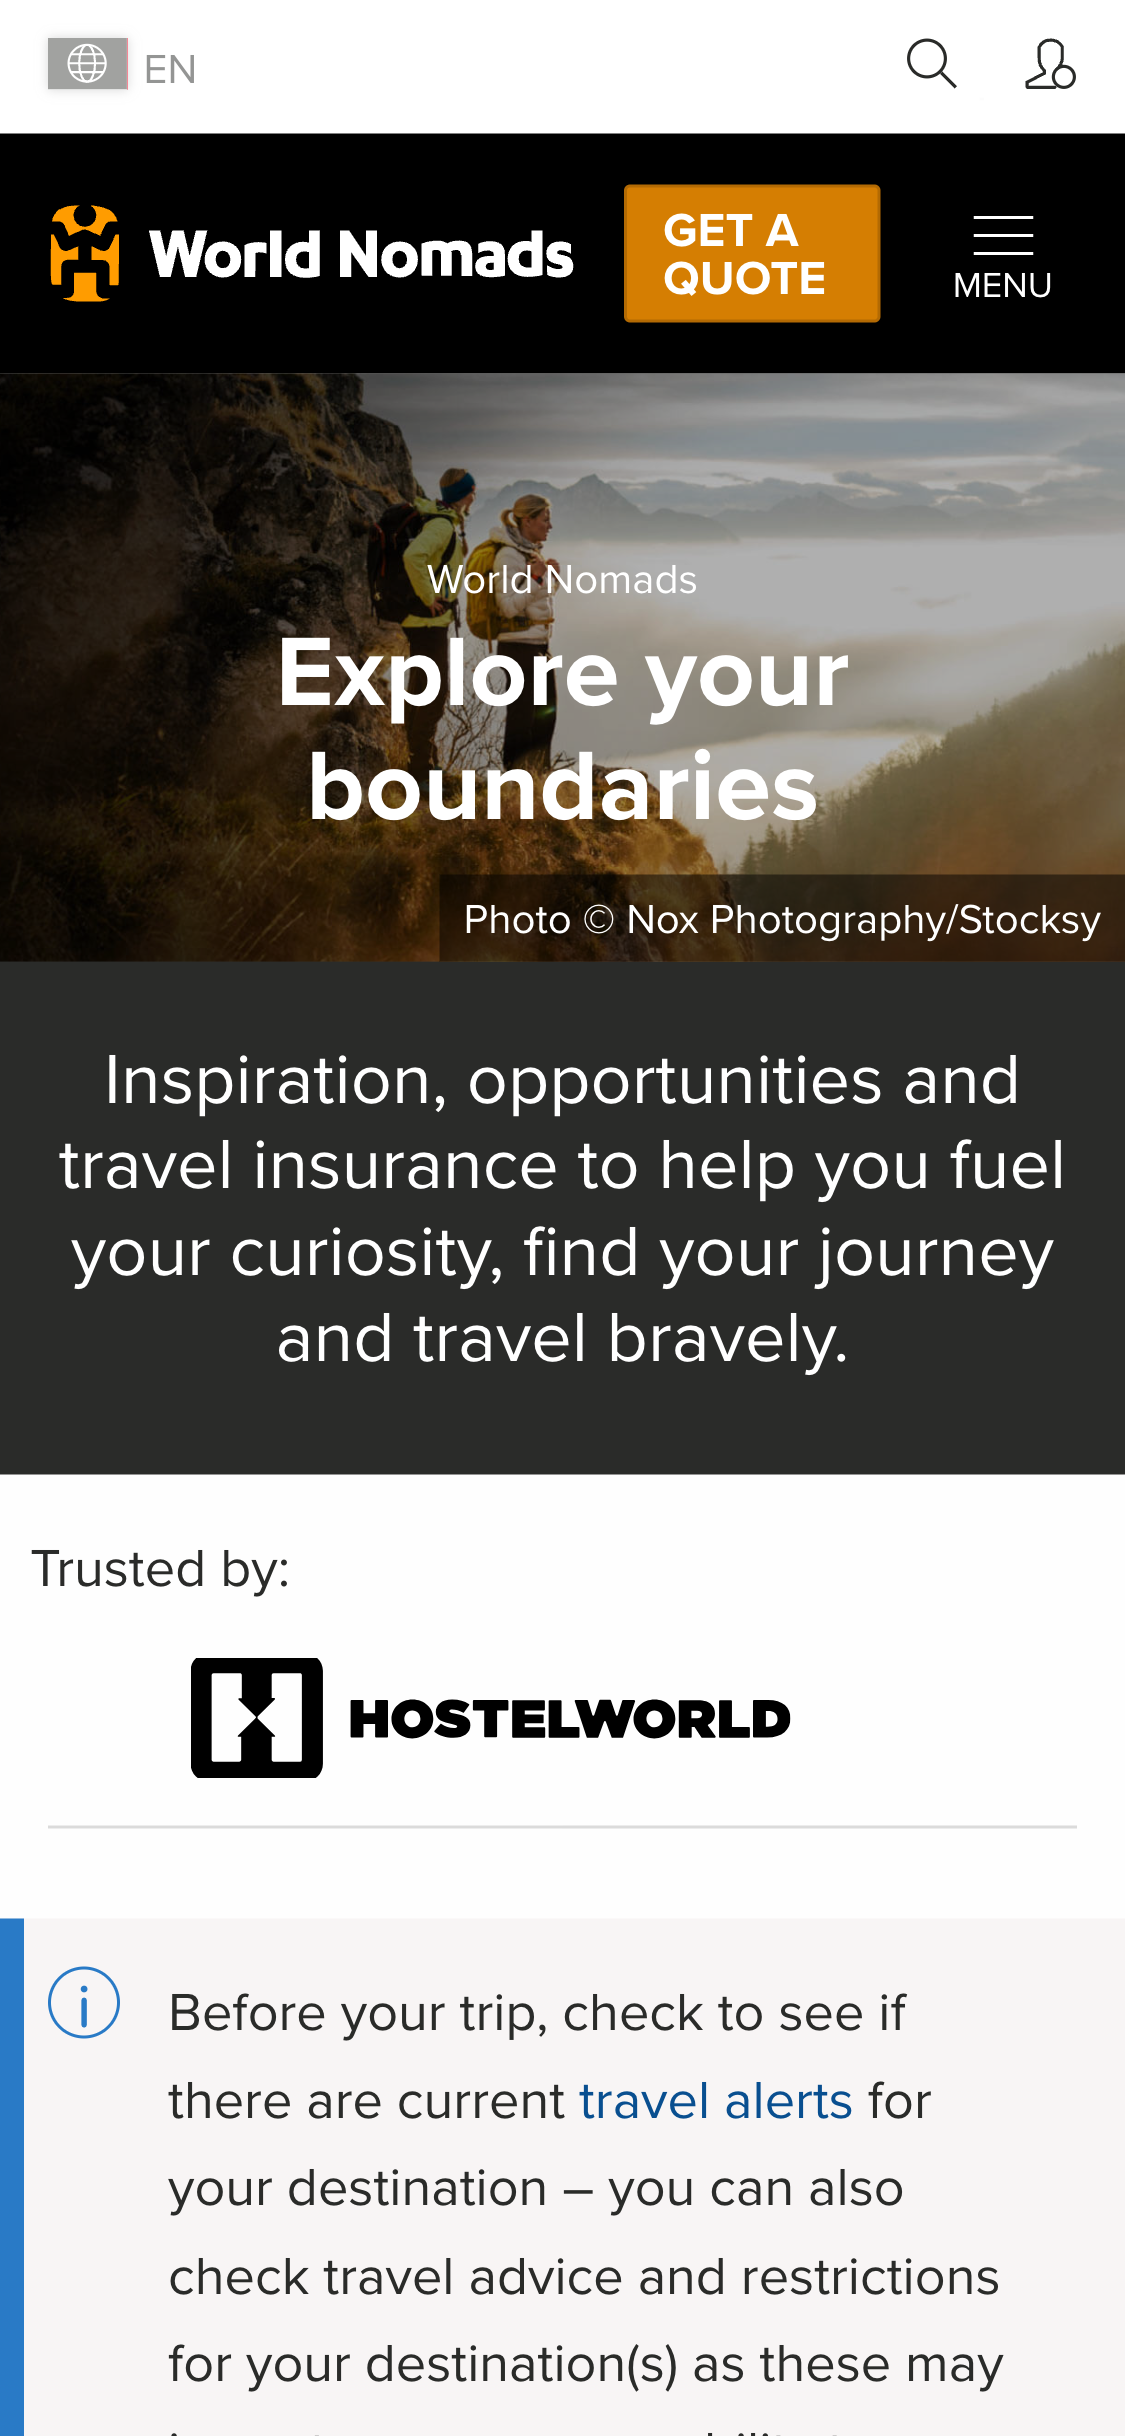 EN
World Nomads
GET A
QUOTE
MENU
World Nomads
Explore your
boundaries
Photo © Nox Photography/Stocksy
Inspiration, opportunities and
travel insurance to help you fuel
your curiosity, find your journey
and travel bravely.
Trusted by:
HOSTELWORLD
Before your trip, check to see if
there are current travel alerts for
your destination – you can also
check travel advice and restrictions
for your destination(s) as these may